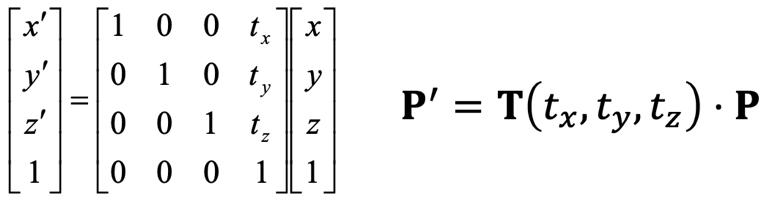 [x'] = [1 0 0 t_x] [x]
[y'] [0 1 0 t_y] [y]
[z'] [0 0 1 t_z] [z]
[1] [0 0 0 1] [1]
P' = T(t_x, t_y, t_z) · P